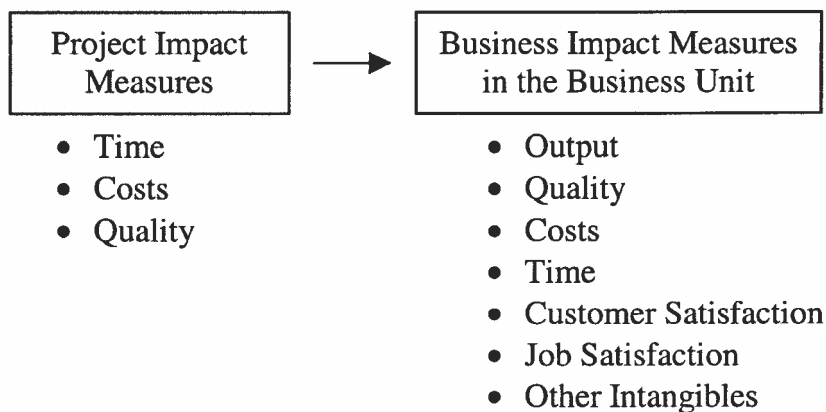 Project Impact
Measures
• Time
• Costs
• Quality
Business Impact Measures
in the Business Unit
• Output
• Quality
• Costs
• Time
• Customer Satisfaction
• Job Satisfaction
• Other Intangibles